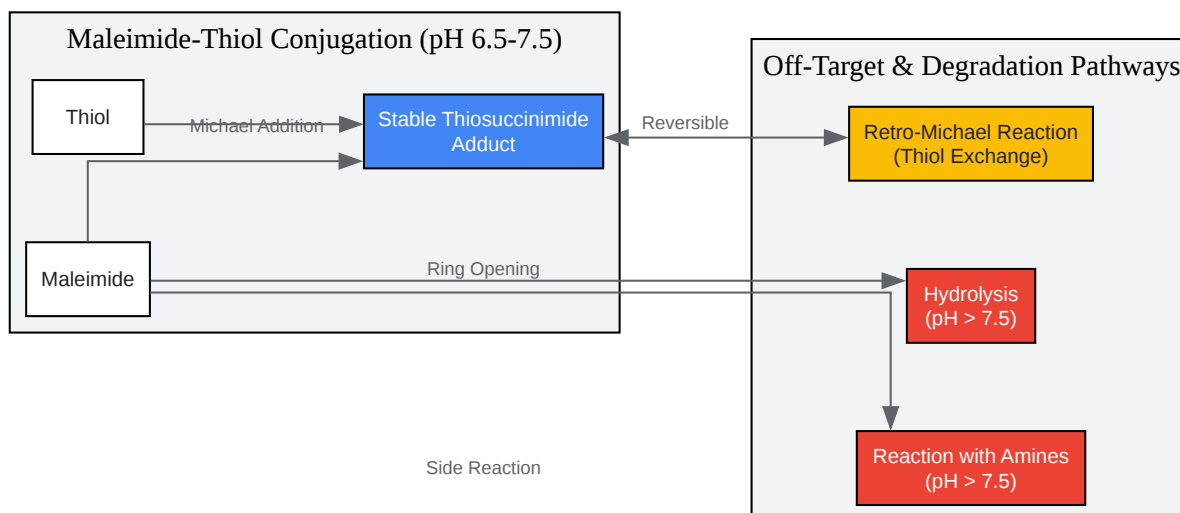 Maleimide-Thiol Conjugation (pH 6.5-7.5)
Thiol
Michael Addition
Stable Thiosuccinimide
Adduct
Maleimide
Reversible
Ring Opening
Side Reaction
Off-Target & Degradation Pathways
Retro-Michael Reaction
(Thiol Exchange)
Hydrolysis
(pH > 7.5)
Reaction with Amines
(pH > 7.5)